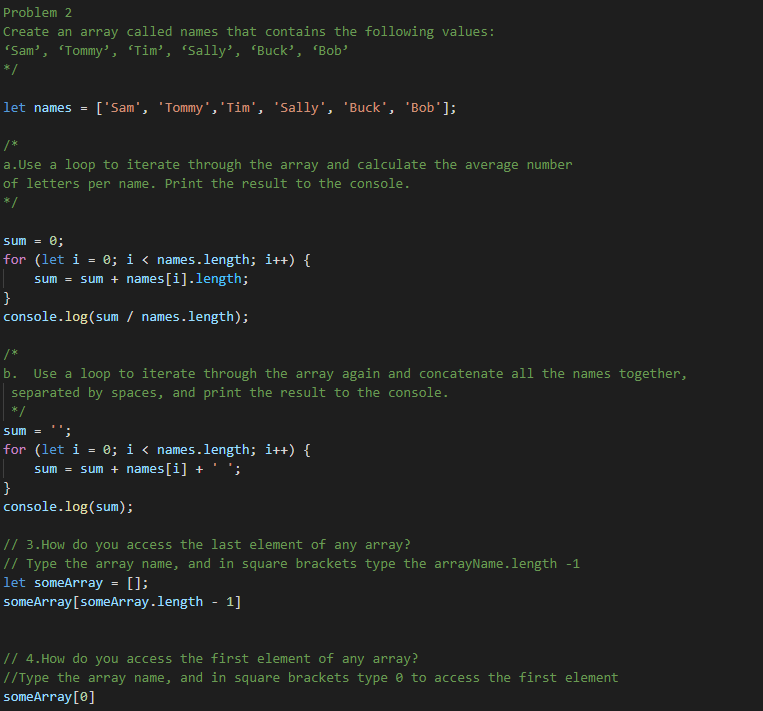 Problem 2
Create an array called names that contains the following values:
‘Sam’, ‘Tommy’, ‘Tim’, ‘Sally’, ‘Buck’, ‘Bob’
*/
let names = ['Sam', 'Tommy','Tim', 'Sally', 'Buck', 'Bob'];
/*
a.Use a loop to iterate through the array and calculate the average number
of letters per name. Print the result to the console.
*/
sum = 0;
for (let i = 0; i < names.length; i++) {
    sum = sum + names[i].length;
}
console.log(sum / names.length);
/*
b.  Use a loop to iterate through the array again and concatenate all the names together,
 separated by spaces, and print the result to the console.
 */
sum = '';
for (let i = 0; i < names.length; i++) {
    sum = sum + names[i] + ' ';
}
console.log(sum);
// 3.How do you access the last element of any array?
// Type the array name, and in square brackets type the arrayName.length -1
let someArray = [];
someArray[someArray.length - 1]
// 4.How do you access the first element of any array?
//Type the array name, and in square brackets type 0 to access the first element
someArray[0]